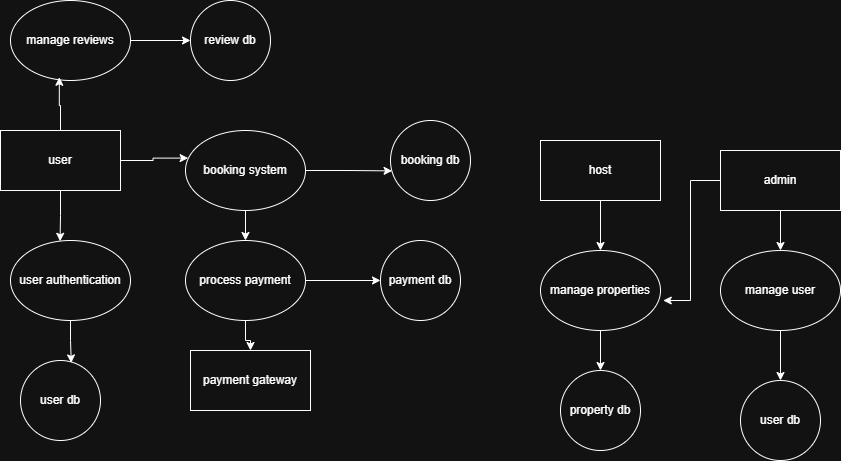 manage reviews
review db
user
booking system
booking db
host
admin
user authentication
process payment
payment db
manage properties
manage user
user db
payment gateway
property db
user db